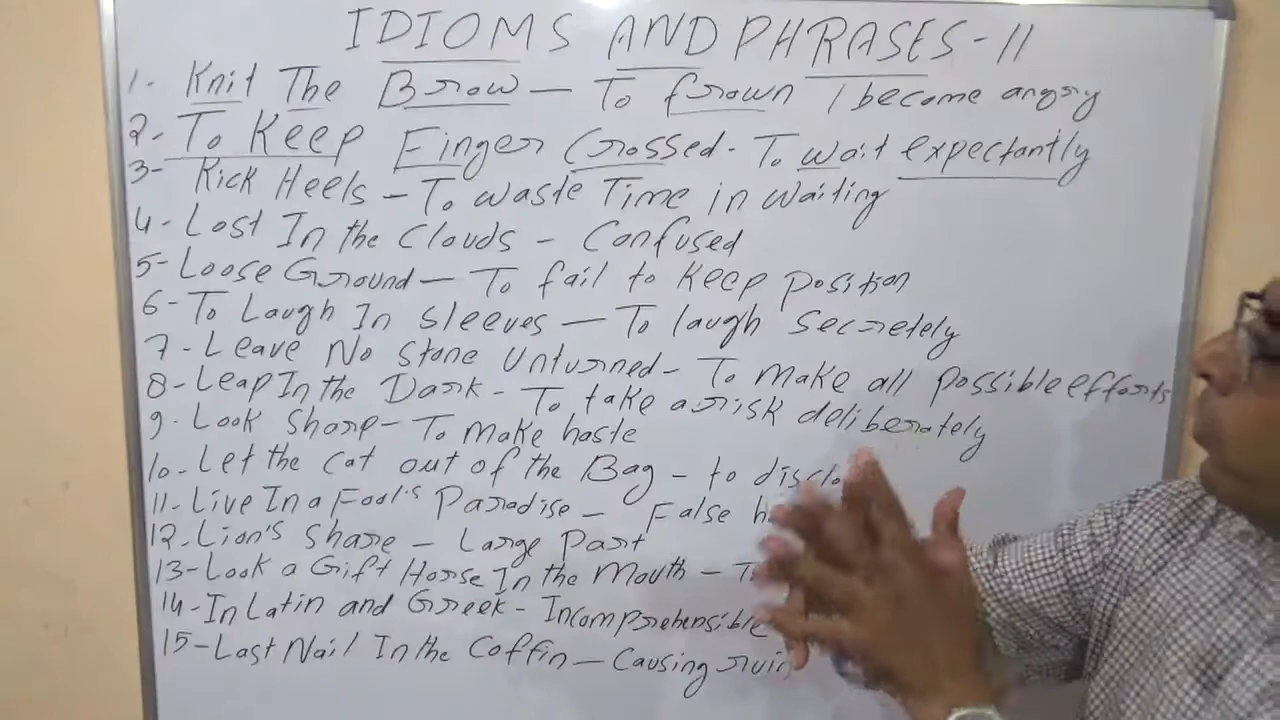 IDIOMS AND PHRASES-II
1- Knit The Brow — To frown / become angry
2- To Keep Finger Crossed - To wait expectantly
3- Kick Heels - To waste Time in waiting
4- Lost In the Clouds - Confused
5- Loose Ground — To fail to Keep position
6- To Laugh In sleeves — To laugh secretely
7- Leave No stone Unturned - To make all possible efforts
8- Leap In the Dark - To take a risk deliberately
9- Look Sharp - To make haste
10- Let the cat out of the Bag - to
11- Live In a Fool's Paradise - False
12- Lion's Share - Large Part
13- Look a Gift Horse In the Mouth -
14- In Latin and Greek - Incomprehensible
15- Last Nail In the Coffin - Causing ruin